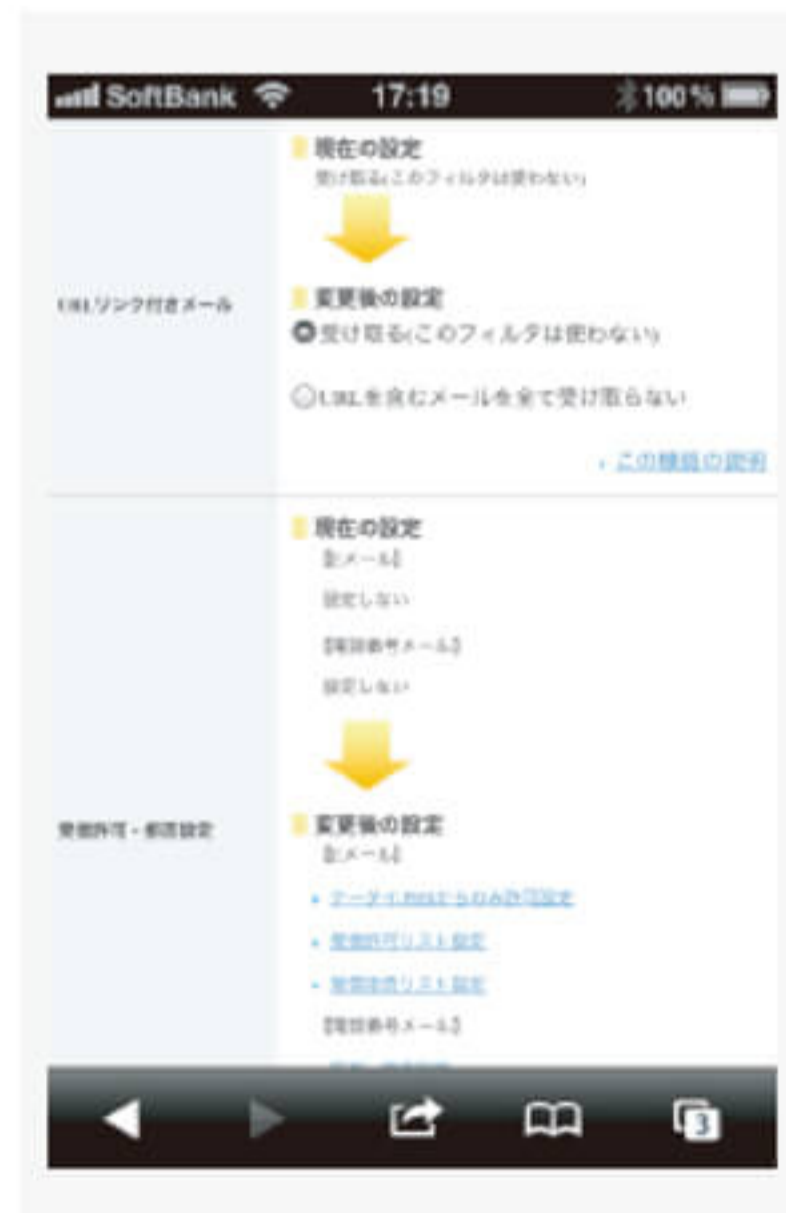 SoftBank 17:19 100%
現在の設定
受け取る(このフィルタは使わない)
URLリンク付きメール
変更後の設定
受け取る(このフィルタは使わない)
URLを含むメールを全て受け取らない
この機能の説明
現在の設定
【Eメール】
設定しない
【電話番号メール】
設定しない
受信許可・拒否設定
変更後の設定
【Eメール】
ケータイ/PHSからのみ許可設定
受信許可リスト設定
受信拒否リスト設定
【電話番号メール】
3